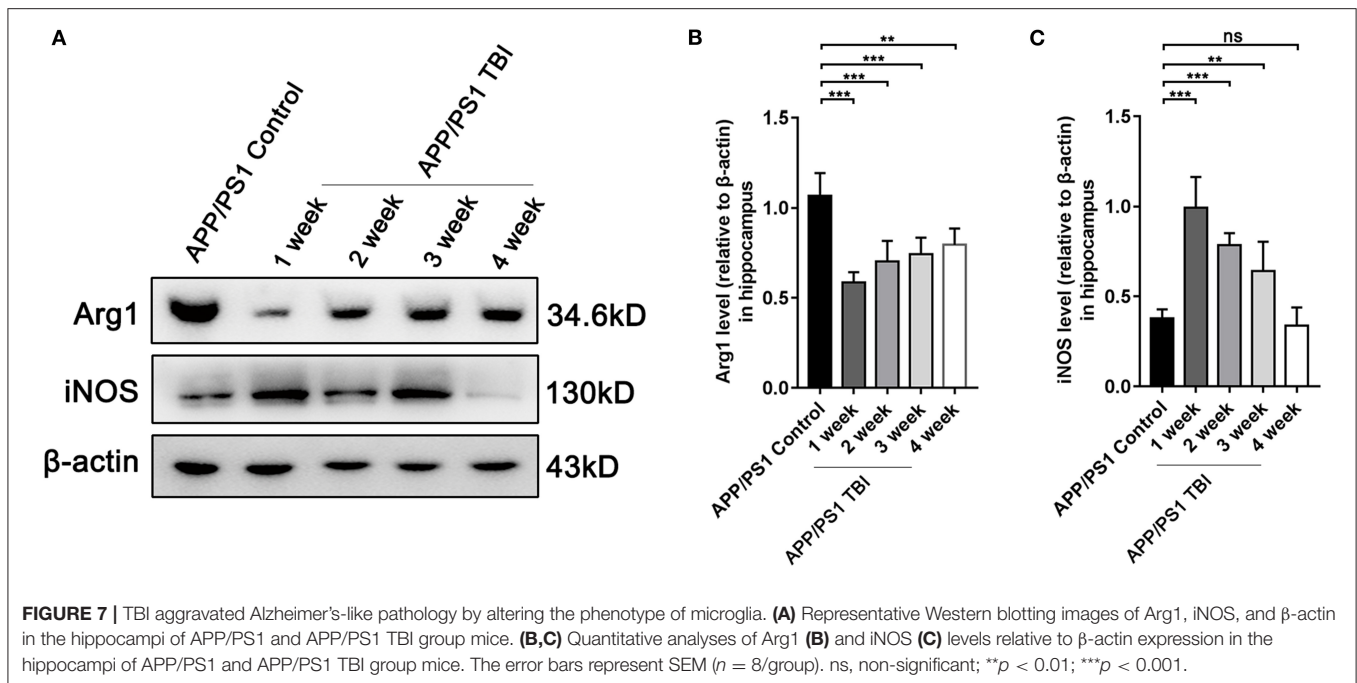 A
APP/PS1 Control
APP/PS1 TBI
1 week
2 week
3 week
4 week
Arg1
34.6kD
iNOS
130kD
β-actin
43kD
B
**
***
***
***
Arg1 level (relative to β-actin)
in hippocampus
1.5
1.0
0.5
0.0
APP/PS1 Control
1 week
2 week
3 week
4 week
APP/PS1 TBI
C
ns
**
***
***
iNOS level (relative to β-actin)
in hippocampus
1.5
1.0
0.5
0.0
APP/PS1 Control
1 week
2 week
3 week
4 week
APP/PS1 TBI
FIGURE 7 | TBI aggravated Alzheimer's-like pathology by altering the phenotype of microglia. (A) Representative Western blotting images of Arg1, iNOS, and β-actin
in the hippocampi of APP/PS1 and APP/PS1 TBI group mice. (B,C) Quantitative analyses of Arg1 (B) and iNOS (C) levels relative to β-actin expression in the
hippocampi of APP/PS1 and APP/PS1 TBI group mice. The error bars represent SEM (n = 8/group). ns, non-significant; **p < 0.01; ***p < 0.001.